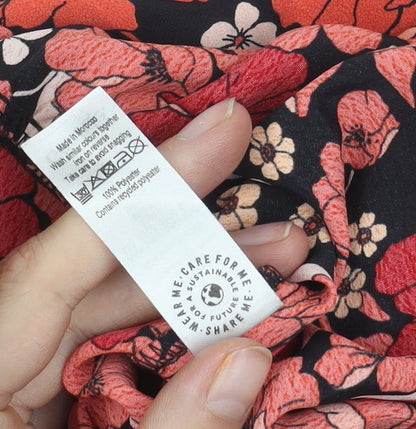 Made in Morocco
Wash similar colours together
Iron on reverse
Take care to avoid snagging
100% Polyester
Contains recycled polyester
WEAR ME · CARE FOR ME · SHARE ME ·
A SUSTAINABLE FUTURE FOR